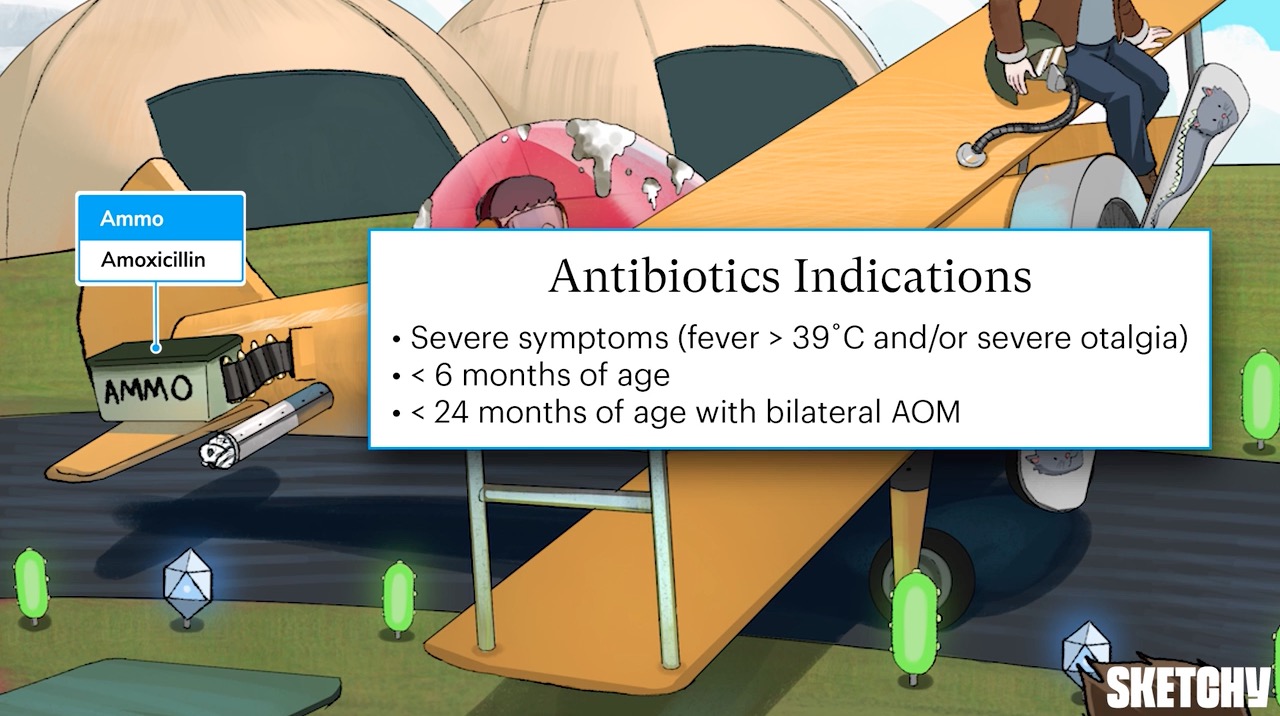 Ammo
Amoxicillin
AMMO
Antibiotics Indications
• Severe symptoms (fever > 39˚C and/or severe otalgia)
• < 6 months of age
• < 24 months of age with bilateral AOM
SKETCHY